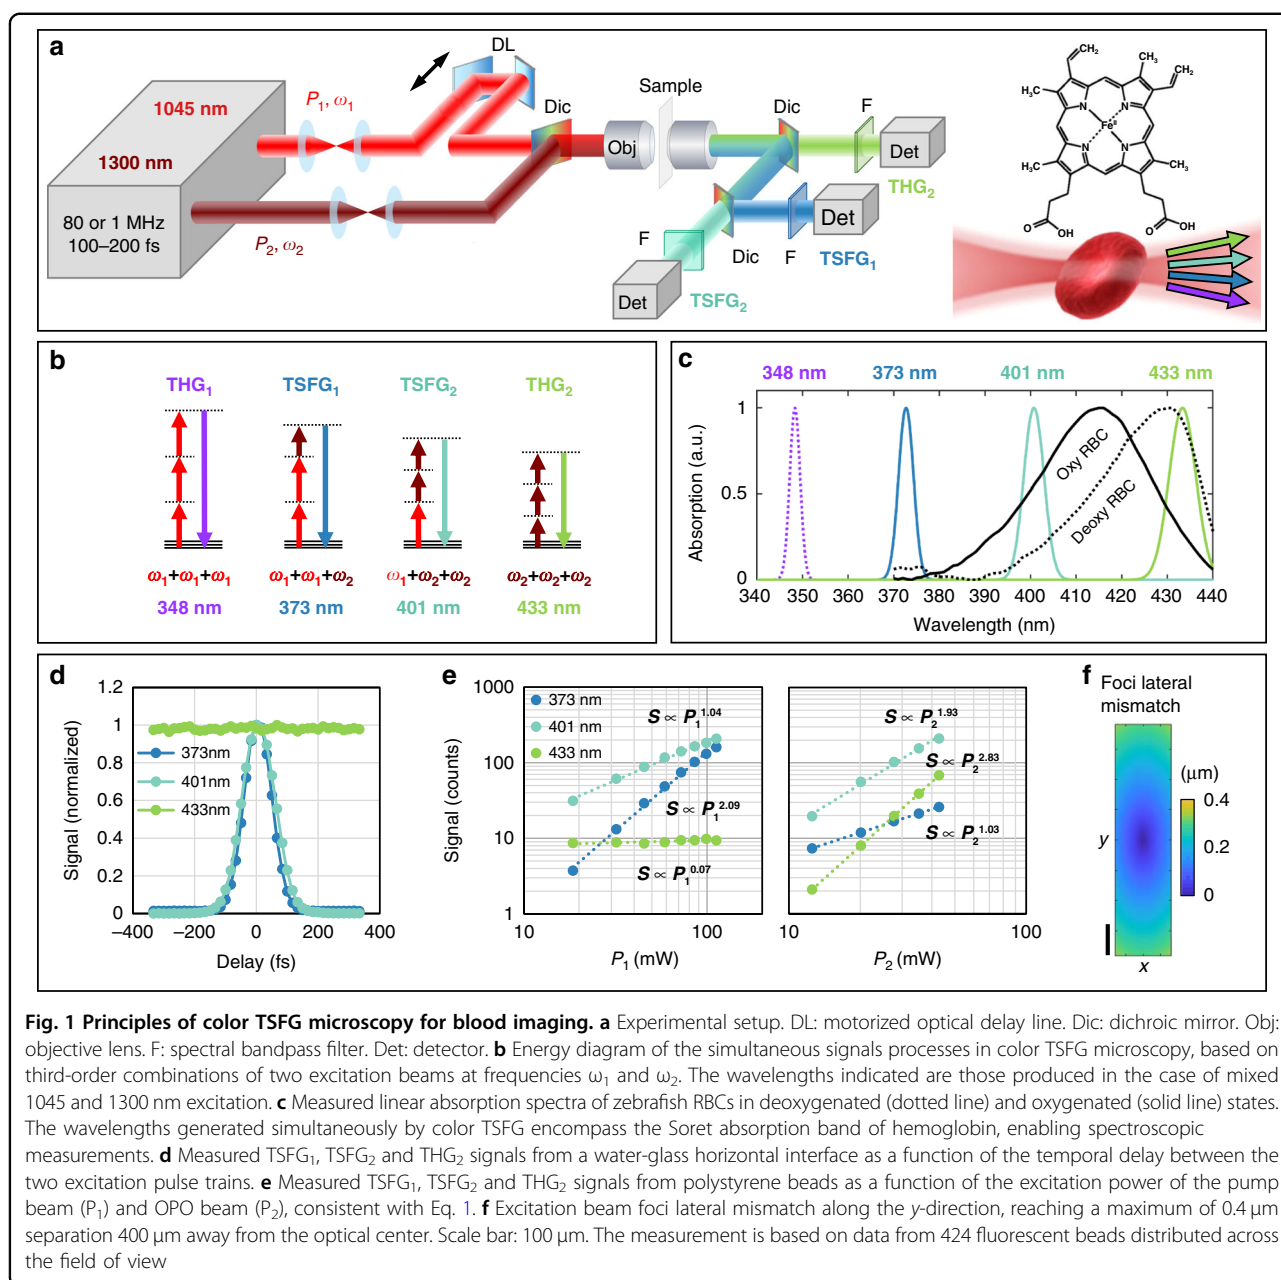 a
1045 nm
1300 nm
80 or 1 MHz
100–200 fs
P1, ω1
P2, ω2
DL
Dic
Obj
Sample
Dic
F
Det
THG2
Det
TSFG1
F
Dic
F
Det
TSFG2
CH2
CH3
CH2
H3C
N
N
FeII
N
N
H3C
CH3
O
OH
O
OH
b
THG1
TSFG1
TSFG2
THG2
ω1+ω1+ω1
ω1+ω1+ω2
ω1+ω2+ω2
ω2+ω2+ω2
348 nm
373 nm
401 nm
433 nm
c
348 nm
373 nm
401 nm
433 nm
Absorption (a.u.)
1
0.5
0
Oxy RBC
Deoxy RBC
340 350 360 370 380 390 400 410 420 430 440
Wavelength (nm)
d
Signal (normalized)
1.2
1
0.8
0.6
0.4
0.2
0
373nm
401nm
433nm
−400 −200 0 200 400
Delay (fs)
e
Signal (counts)
1000
100
10
1
373 nm
401 nm
433 nm
S ∝ P1^1.04
S ∝ P1^2.09
S ∝ P1^0.07
10 100
P1 (mW)
S ∝ P2^1.93
S ∝ P2^2.83
S ∝ P2^1.03
10 100
P2 (mW)
f
Foci lateral
mismatch
(μm)
0.4
0.2
0
y
x
Fig. 1 Principles of color TSFG microscopy for blood imaging. a Experimental setup. DL: motorized optical delay line. Dic: dichroic mirror. Obj:
objective lens. F: spectral bandpass filter. Det: detector. b Energy diagram of the simultaneous signals processes in color TSFG microscopy, based on
third-order combinations of two excitation beams at frequencies ω1 and ω2. The wavelengths indicated are those produced in the case of mixed
1045 and 1300 nm excitation. c Measured linear absorption spectra of zebrafish RBCs in deoxygenated (dotted line) and oxygenated (solid line) states.
The wavelengths generated simultaneously by color TSFG encompass the Soret absorption band of hemoglobin, enabling spectroscopic
measurements. d Measured TSFG1, TSFG2 and THG2 signals from a water-glass horizontal interface as a function of the temporal delay between the
two excitation pulse trains. e Measured TSFG1, TSFG2 and THG2 signals from polystyrene beads as a function of the excitation power of the pump
beam (P1) and OPO beam (P2), consistent with Eq. 1. f Excitation beam foci lateral mismatch along the y-direction, reaching a maximum of 0.4 μm
separation 400 μm away from the optical center. Scale bar: 100 μm. The measurement is based on data from 424 fluorescent beads distributed across
the field of view